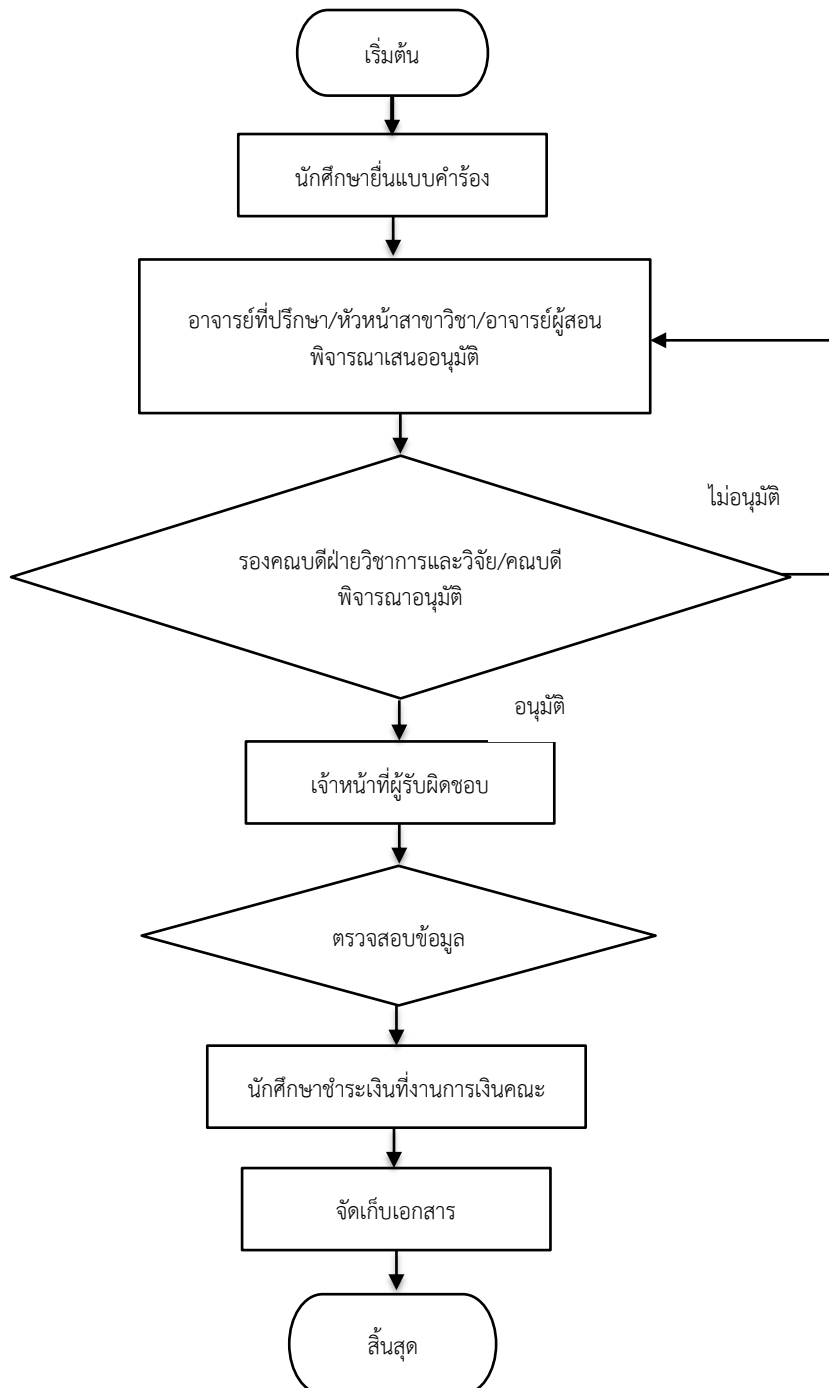 เริ่มต้น
นักศึกษายื่นแบบคำร้อง
อาจารย์ที่ปรึกษา/หัวหน้าสาขาวิชา/อาจารย์ผู้สอน
พิจารณาเสนออนุมัติ
ไม่อนุมัติ
รองคณบดีฝ่ายวิชาการและวิจัย/คณบดี
พิจารณาอนุมัติ
อนุมัติ
เจ้าหน้าที่ผู้รับผิดชอบ
ตรวจสอบข้อมูล
นักศึกษาชำระเงินที่งานการเงินคณะ
จัดเก็บเอกสาร
สิ้นสุด